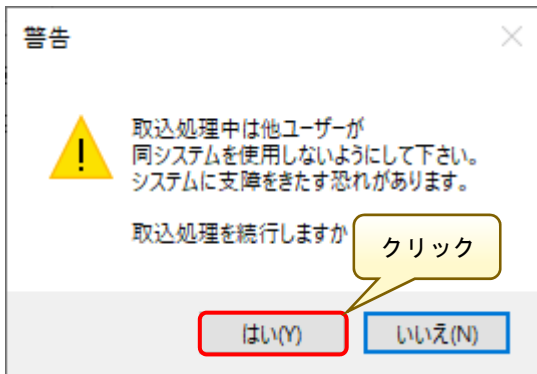 警告
取込処理中は他ユーザーが
同システムを使用しないようにして下さい。
システムに支障をきたす恐れがあります。
取込処理を続行しますか
クリック
はい(Y)
いいえ(N)